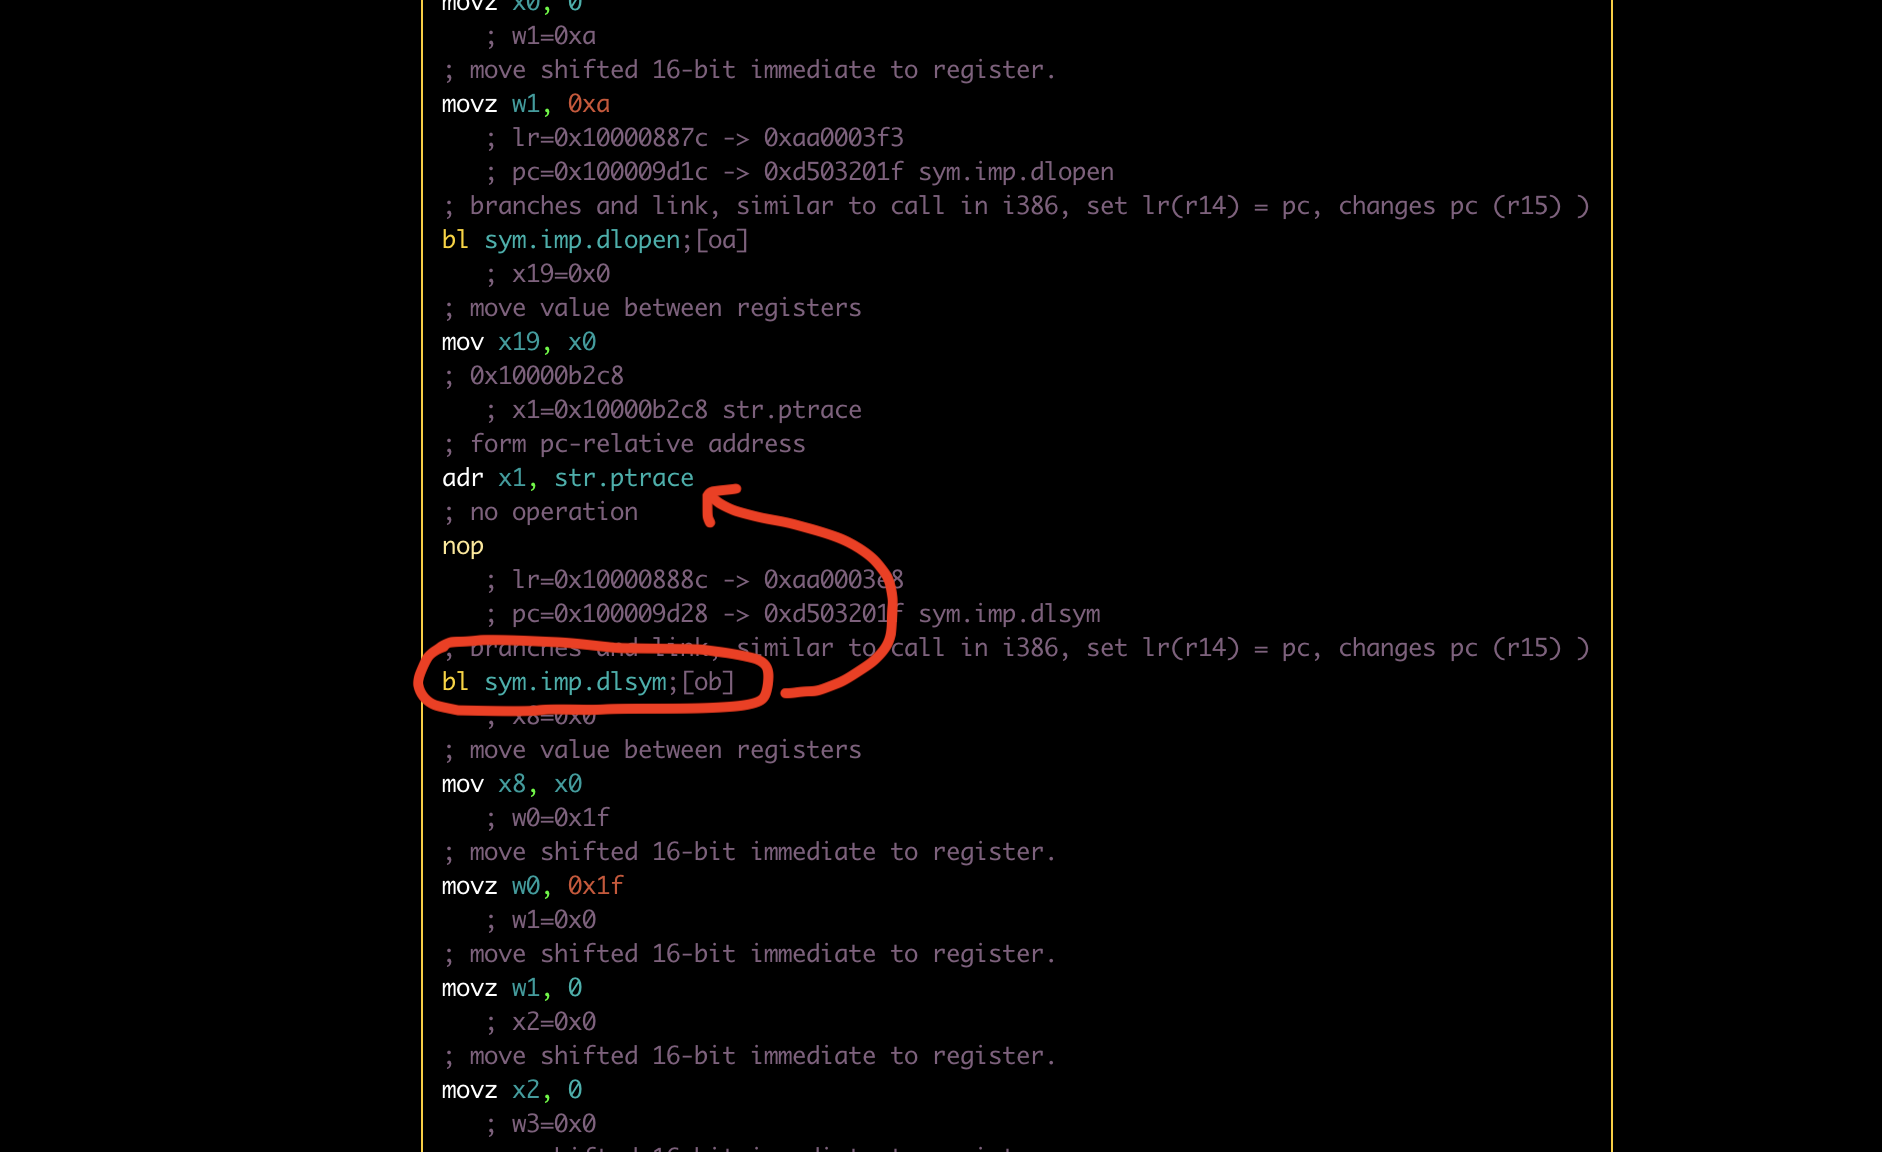 movz x0, 0
; w1=0xa
; move shifted 16-bit immediate to register.
movz w1, 0xa
; lr=0x10000887c -> 0xaa0003f3
; pc=0x100009d1c -> 0xd503201f sym.imp.dlopen
; branches and link, similar to call in i386, set lr(r14) = pc, changes pc (r15) )
bl sym.imp.dlopen;[oa]
; x19=0x0
; move value between registers
mov x19, x0
; 0x10000b2c8
; x1=0x10000b2c8 str.ptrace
; form pc-relative address
adr x1, str.ptrace
; no operation
nop
; lr=0x10000888c -> 0xaa0003e8
; pc=0x100009d28 -> 0xd503201f sym.imp.dlsym
; branches and link, similar to call in i386, set lr(r14) = pc, changes pc (r15) )
bl sym.imp.dlsym;[ob]
; x8=0x0
; move value between registers
mov x8, x0
; w0=0x1f
; move shifted 16-bit immediate to register.
movz w0, 0x1f
; w1=0x0
; move shifted 16-bit immediate to register.
movz w1, 0
; x2=0x0
; move shifted 16-bit immediate to register.
movz x2, 0
; w3=0x0